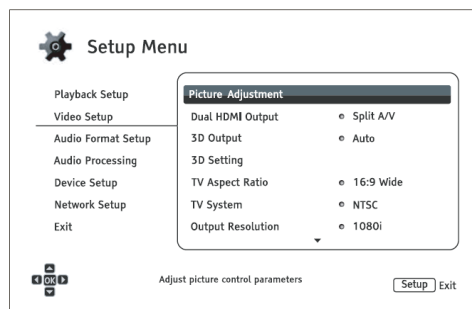 Setup Menu
Playback Setup
Video Setup
Audio Format Setup
Audio Processing
Device Setup
Network Setup
Exit
Picture Adjustment
Dual HDMI Output Split A/V
3D Output Auto
3D Setting
TV Aspect Ratio 16:9 Wide
TV System NTSC
Output Resolution 1080i
OK
Adjust picture control parameters
Setup Exit